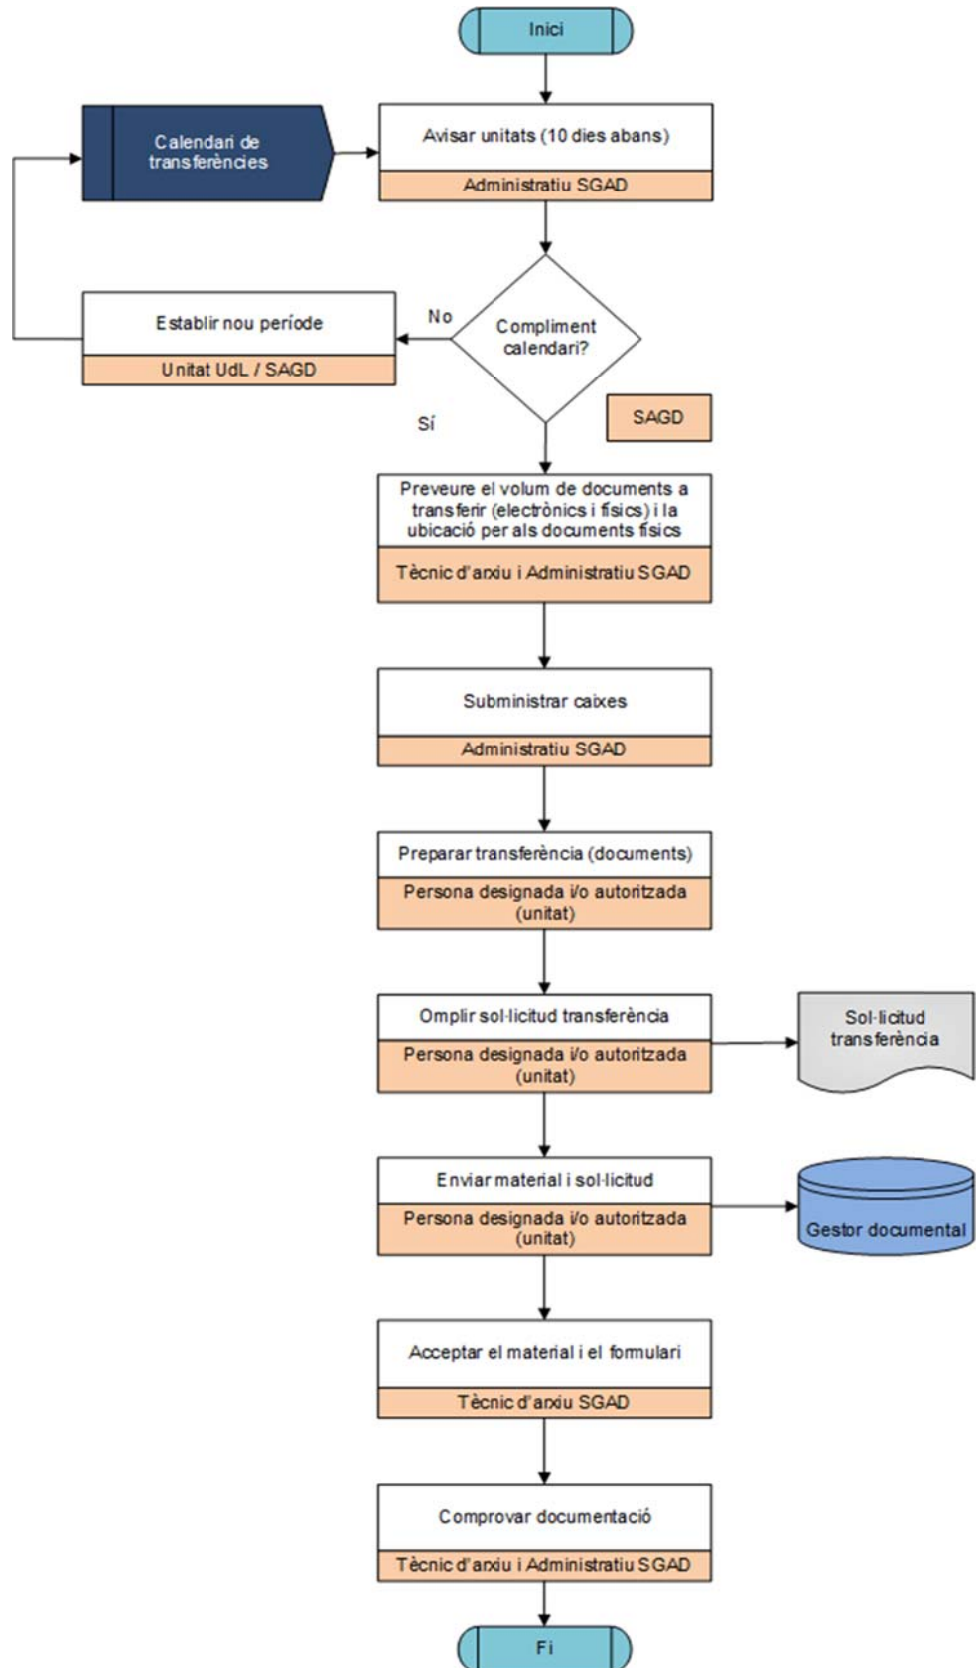 Inici
Calendari de
transferències
Avisar unitats (10 dies abans)
Administratiu SGAD
Establir nou període
Unitat UdL / SAGD
No
Compliment
calendari?
Sí
SAGD
Preveure el volum de documents a
transferir (electrònics i físics) i la
ubicació per als documents físics
Tècnic d'arxiu i Administratiu SGAD
Subministrar caixes
Administratiu SGAD
Preparar transferència (documents)
Persona designada i/o autoritzada
(unitat)
Omplir sol·licitud transferència
Persona designada i/o autoritzada
(unitat)
Sol·licitud
transferència
Enviar material i sol·licitud
Persona designada i/o autoritzada
(unitat)
Gestor documental
Acceptar el material i el formulari
Tècnic d'arxiu SGAD
Comprovar documentació
Tècnic d'arxiu i Administratiu SGAD
Fi